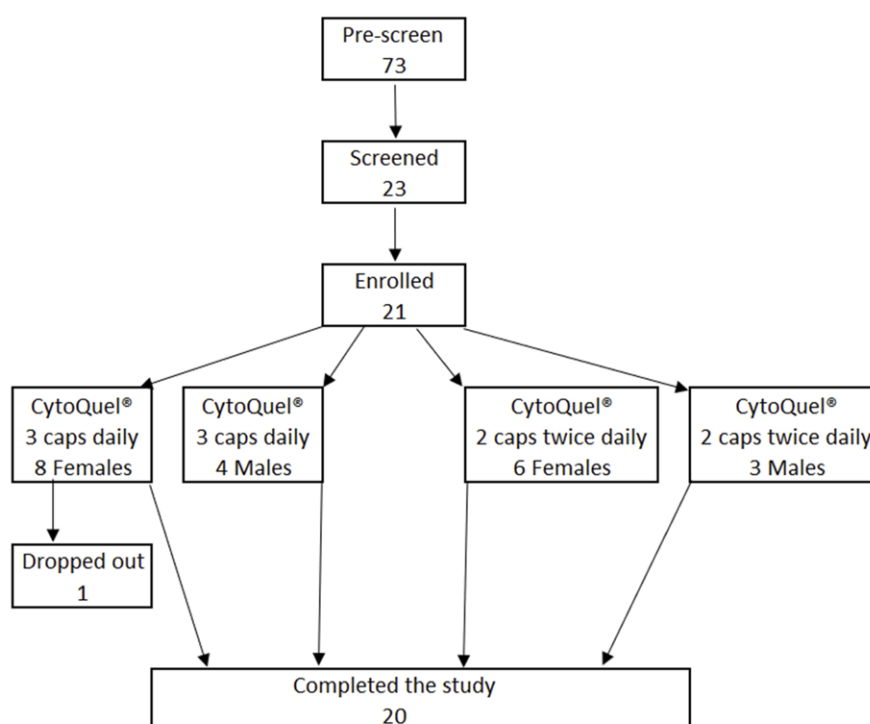 Pre-screen
73
Screened
23
Enrolled
21
CytoQuel®
3 caps daily
8 Females
CytoQuel®
3 caps daily
4 Males
CytoQuel®
2 caps twice daily
6 Females
CytoQuel®
2 caps twice daily
3 Males
Dropped out
1
Completed the study
20